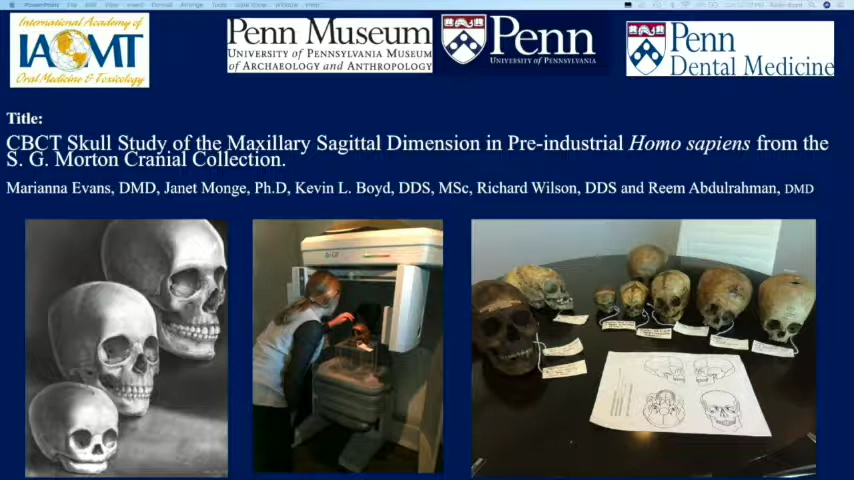 International Academy of
IAOMT
Oral Medicine & Toxicology
Penn Museum
UNIVERSITY OF PENNSYLVANIA MUSEUM
OF ARCHAEOLOGY and ANTHROPOLOGY
Penn
UNIVERSITY OF PENNSYLVANIA
Penn
Dental Medicine
Title:
CBCT Skull Study of the Maxillary Sagittal Dimension in Pre-industrial Homo sapiens from the
S. G. Morton Cranial Collection.
Marianna Evans, DMD, Janet Monge, Ph.D, Kevin L. Boyd, DDS, MSc, Richard Wilson, DDS and Reem Abdulrahman, DMD